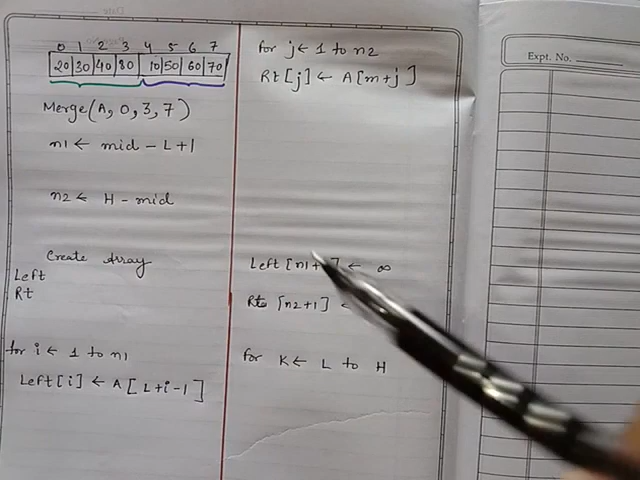 0 1 2 3 4 5 6 7
20 30 40 80 10 50 60 70
Merge(A, 0, 3, 7)
n1 ← mid - L + 1
n2 ← H - mid
Create Array
Left
Rt
for i ← 1 to n1
Left[i] ← A[L+i-1]
for j ← 1 to n2
Rt[j] ← A[m+j]
Left[n1+ ] ← ∞
Rt [n2+1] ←
for K ← L to H
Expt. No.